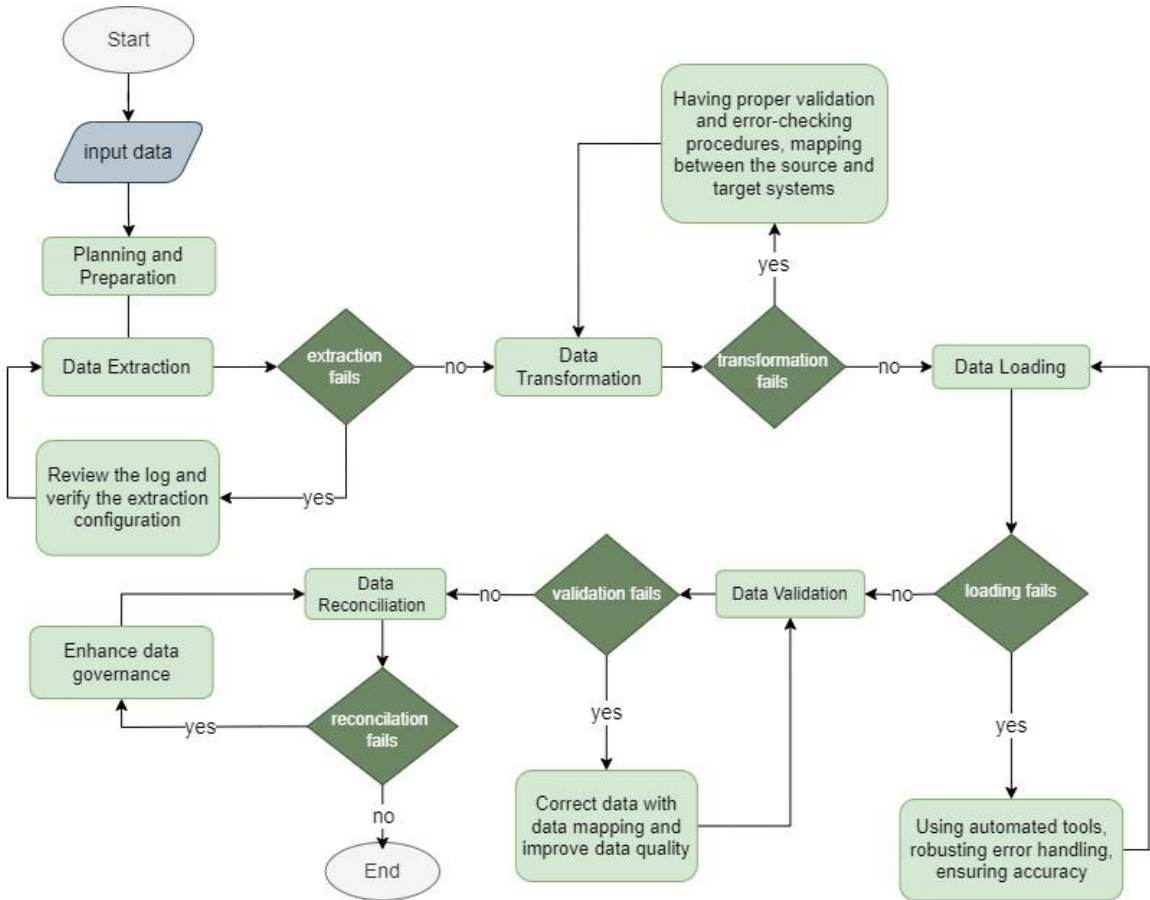 Start
input data
Planning and
Preparation
Data Extraction
extraction
fails
no
yes
Review the log and
verify the extraction
configuration
Data
Transformation
transformation
fails
yes
Having proper validation
and error-checking
procedures, mapping
between the source and
target systems
no
Data Loading
loading fails
yes
Using automated tools,
robusting error handling,
ensuring accuracy
no
Data Validation
validation fails
yes
Correct data with
data mapping and
improve data quality
no
Data
Reconciliation
reconcilation
fails
yes
Enhance data
governance
no
End